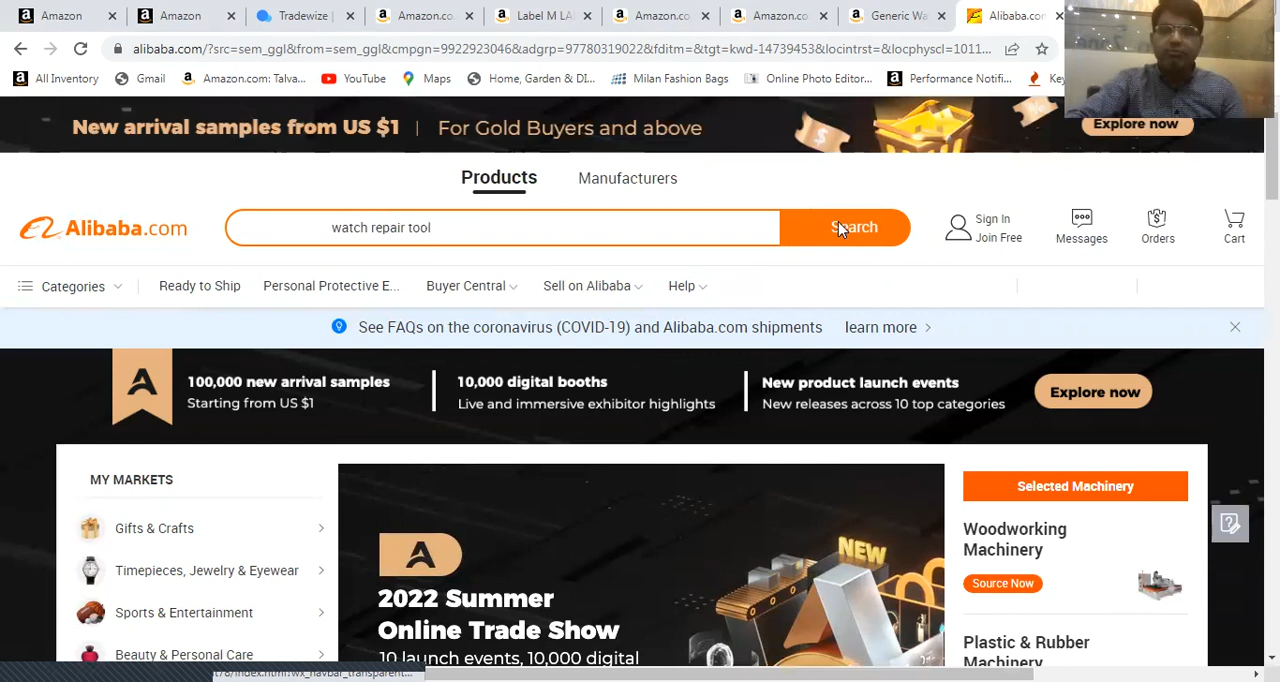 Amazon
Amazon
Tradewize |
Amazon.co
Label M LA
Amazon.co
Amazon.co
Generic Wa
Alibaba.com
alibaba.com/?src=sem_ggl&from=sem_ggl&cmpgn=9922923046&adgrp=97780319022&fditm=&tgt=kwd-14739453&locintrst=&locphyscl=1011...
All Inventory
Gmail
Amazon.com: Talva...
YouTube
Maps
Home, Garden & DI...
Milan Fashion Bags
Online Photo Editor...
Performance Notifi...
Key
New arrival samples from US $1 | For Gold Buyers and above
Explore now
Products
Manufacturers
Alibaba.com
watch repair tool
Search
Sign In
Join Free
Messages
Orders
Cart
Categories
Ready to Ship
Personal Protective E...
Buyer Central
Sell on Alibaba
Help
See FAQs on the coronavirus (COVID-19) and Alibaba.com shipments learn more
100,000 new arrival samples
Starting from US $1
10,000 digital booths
Live and immersive exhibitor highlights
New product launch events
New releases across 10 top categories
Explore now
MY MARKETS
Gifts & Crafts
Timepieces, Jewelry & Eyewear
Sports & Entertainment
Beauty & Personal Care
NEW
2022 Summer
Online Trade Show
10 launch events, 10,000 digital
Selected Machinery
Woodworking
Machinery
Source Now
Plastic & Rubber
Machinery